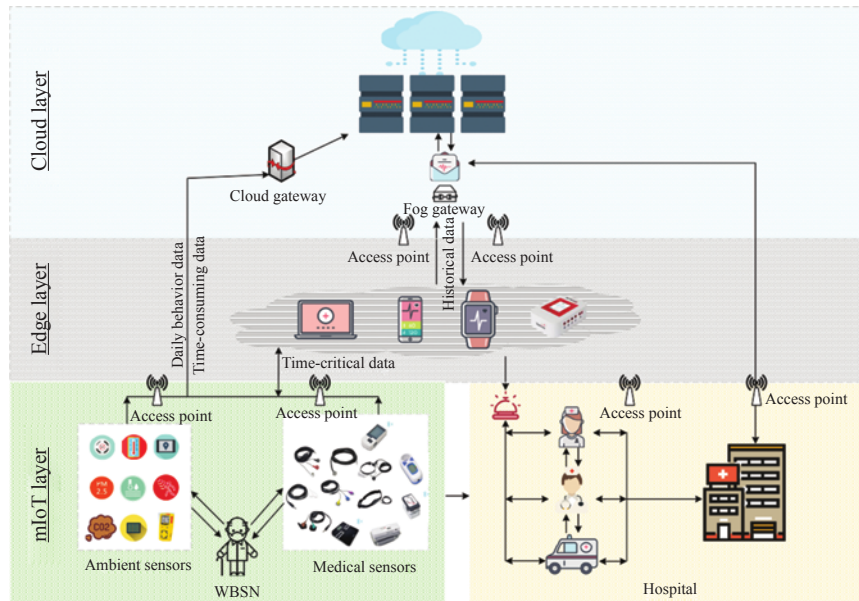 Cloud layer
Cloud gateway
Fog gateway
Access point
Access point
Edge layer
Daily behavior data
Time-consuming data
Historical data
Time-critical data
mIoT layer
Access point
Access point
Access point
Access point
PM
2.5
CO2
Ambient sensors
WBSN
Medical sensors
Hospital